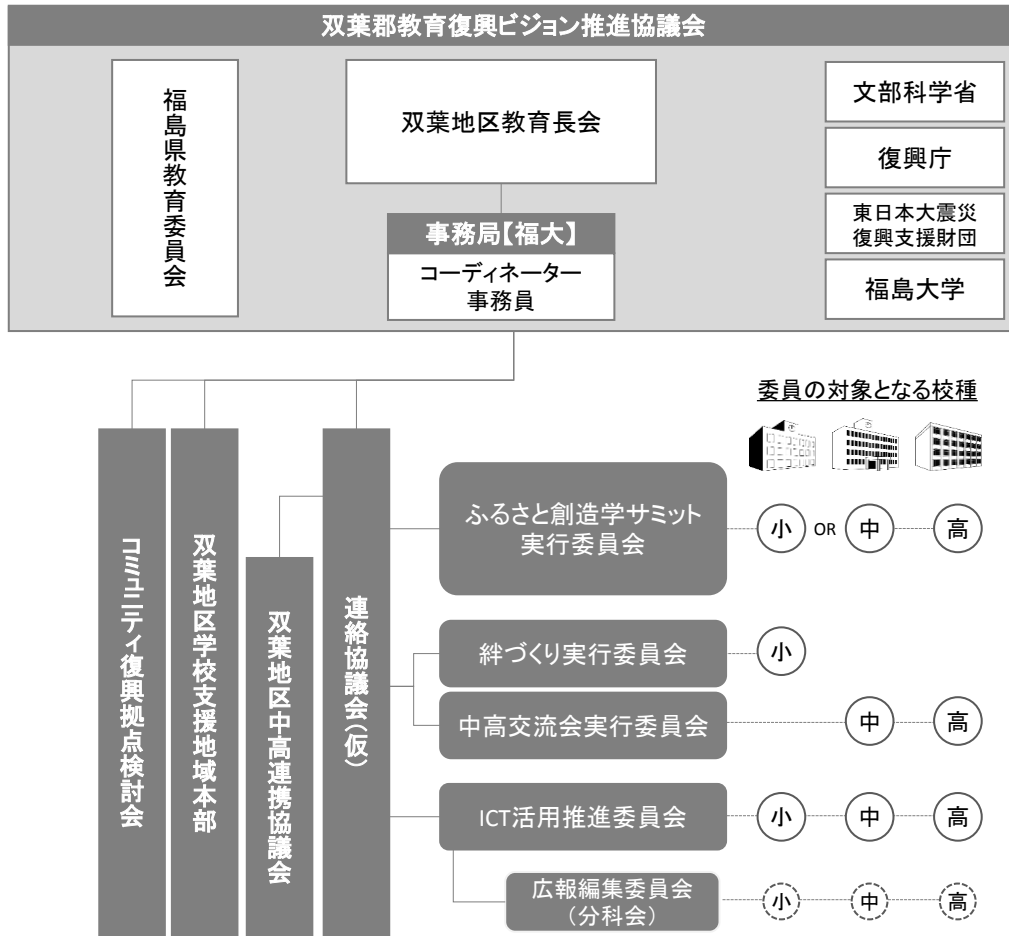 双葉郡教育復興ビジョン推進協議会
福島県教育委員会
双葉地区教育長会
事務局【福大】
コーディネーター
事務員
文部科学省
復興庁
東日本大震災
復興支援財団
福島大学
委員の対象となる校種
コミュニティ復興拠点検討会
双葉地区学校支援地域本部
双葉地区中高連携協議会
連絡協議会(仮)
ふるさと創造学サミット
実行委員会
小 OR 中 高
絆づくり実行委員会
小
中高交流会実行委員会
中 高
ICT活用推進委員会
小 中 高
広報編集委員会
(分科会)
小 中 高